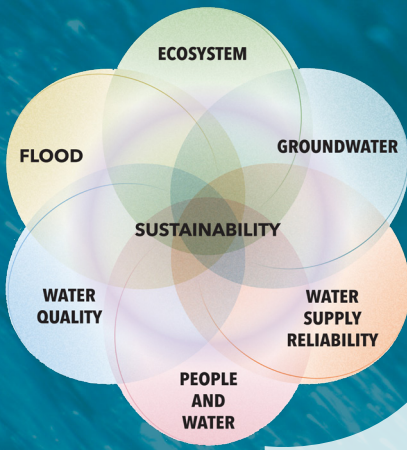 ECOSYSTEM
FLOOD
GROUNDWATER
SUSTAINABILITY
WATER
QUALITY
WATER
SUPPLY
RELIABILITY
PEOPLE
AND
WATER